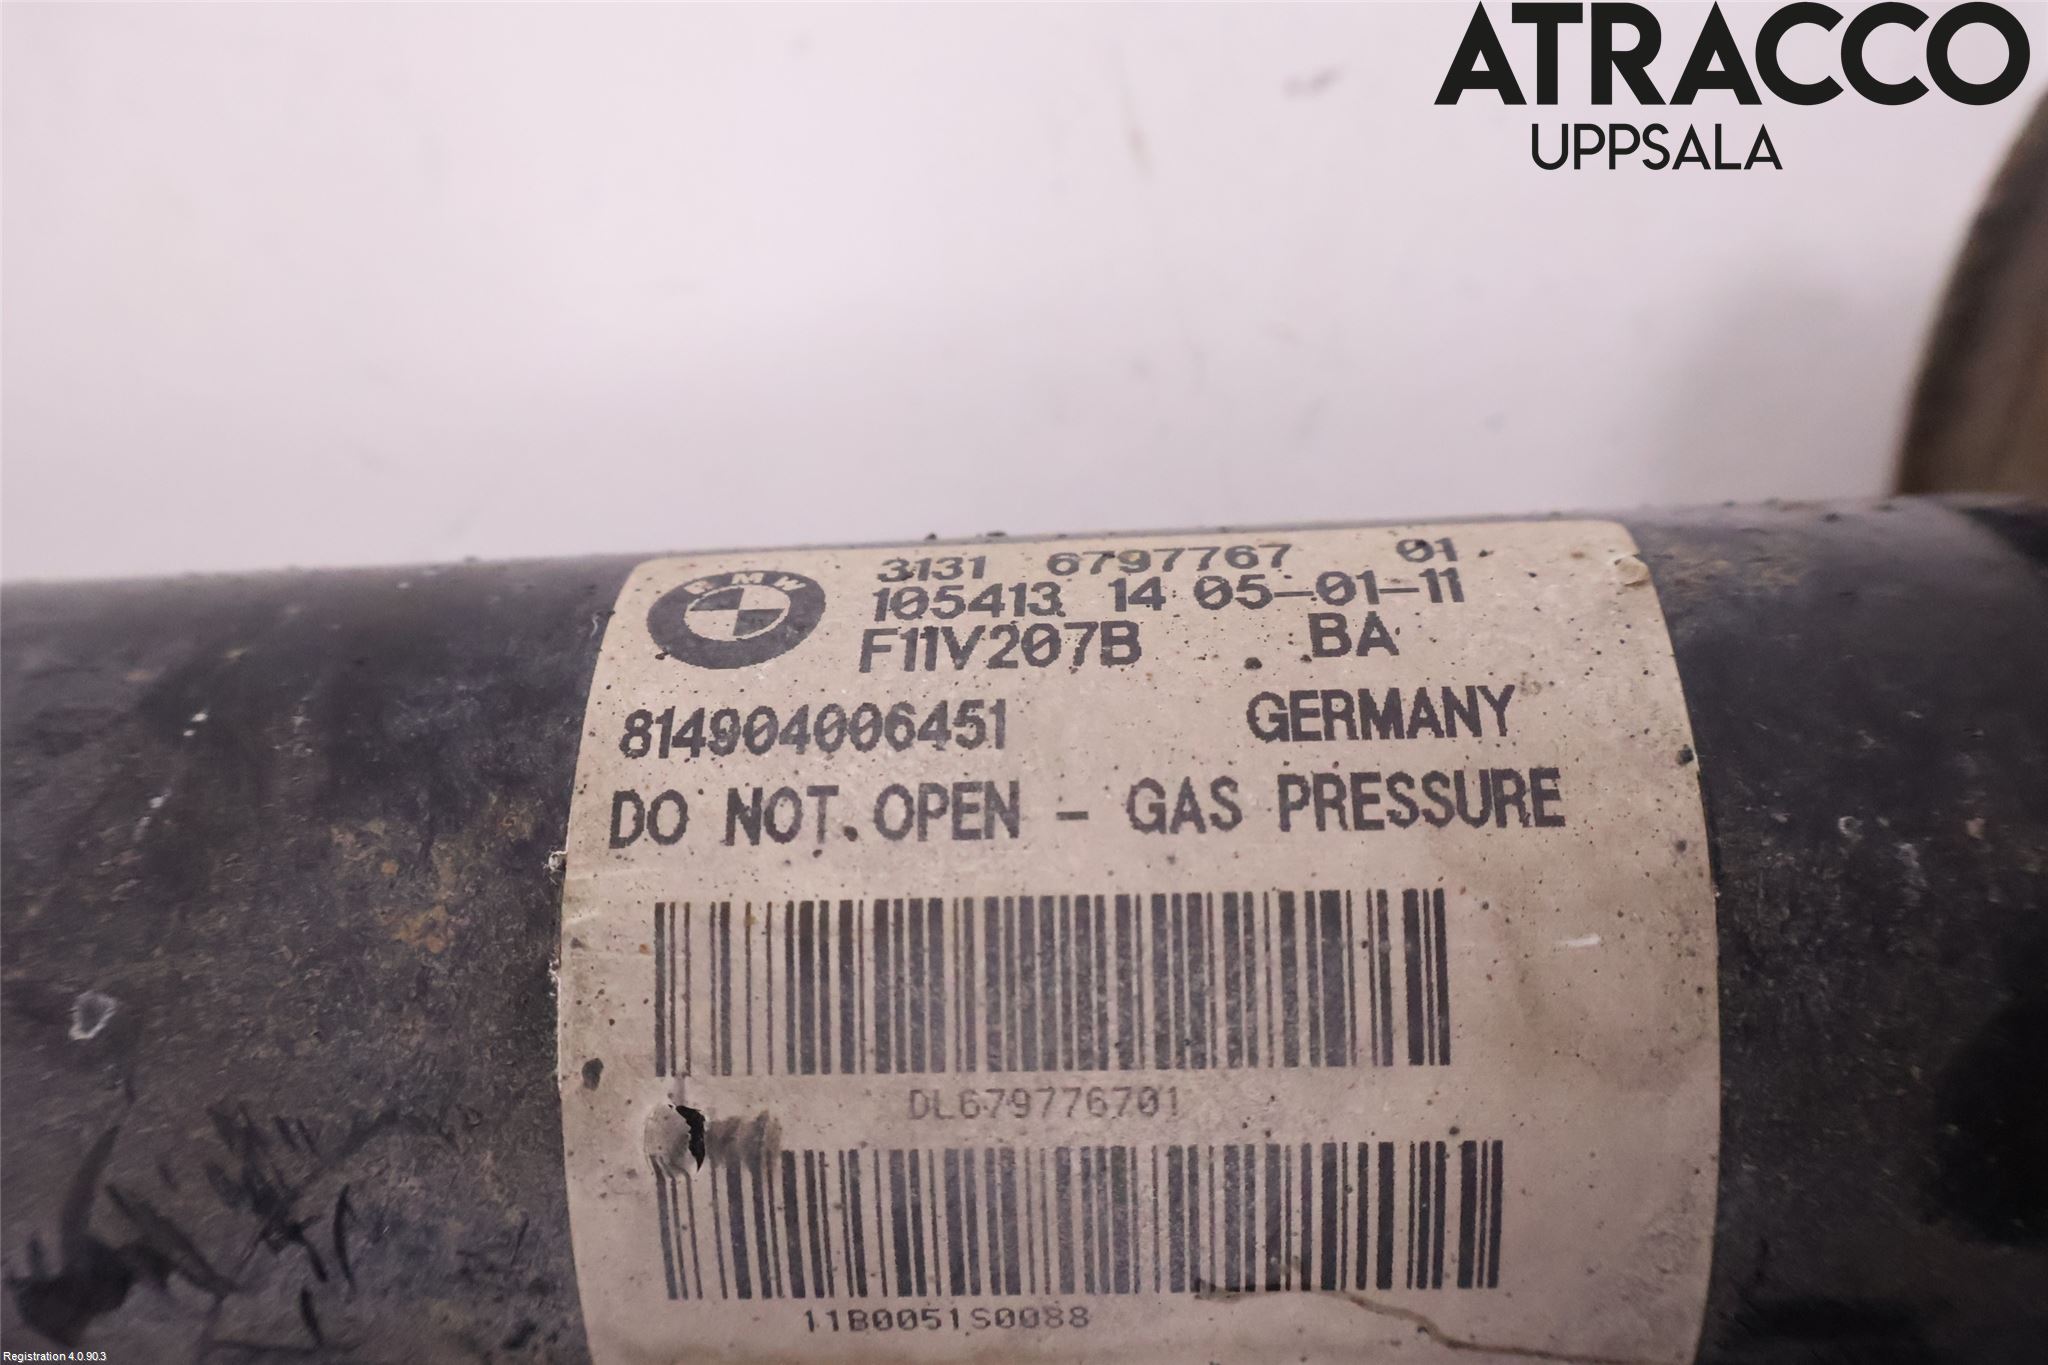 ATRACCO
UPPSALA
BMW
3131 6797767 01
105413 14 05-01-11
F11V207B BA
814904006451 GERMANY
DO NOT OPEN - GAS PRESSURE
DL679776701
11B0051S0088
Registration 4.0.90.3